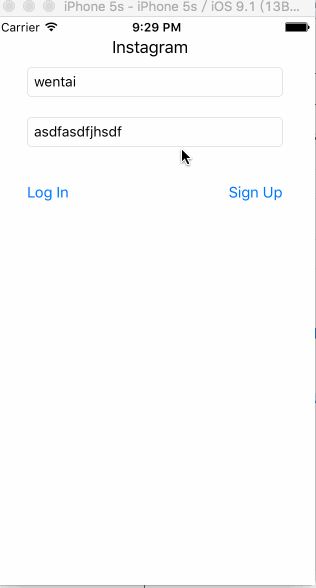 iPhone 5s - iPhone 5s / iOS 9.1 (13B...
Carrier 9:29 PM
Instagram
wentai
asdfasdfjhsdf
Log In Sign Up